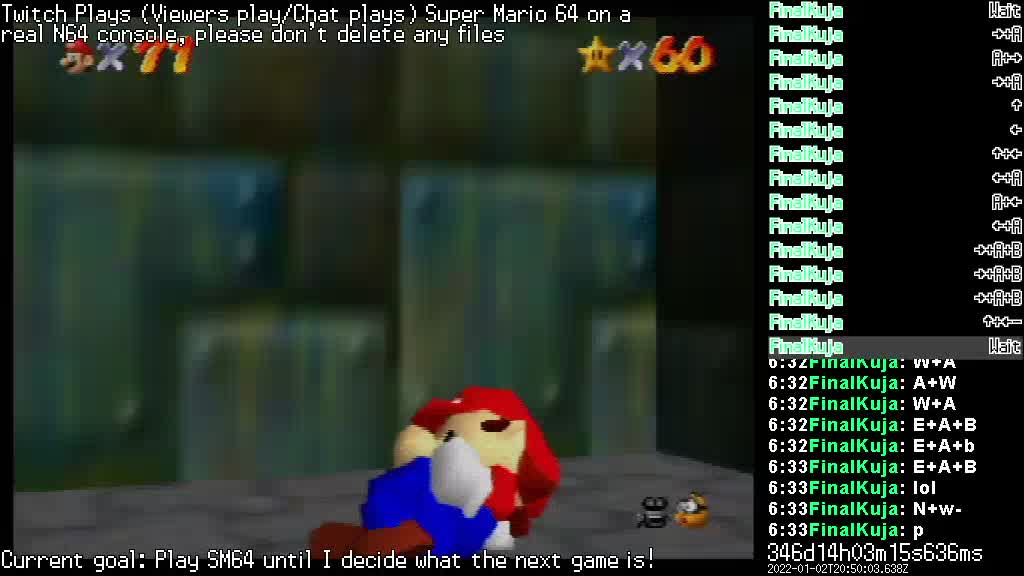 Twitch Plays (Viewers play/Chat plays) Super Mario 64 on a
real N64 console, please don't delete any files
×71
×60
FinalKuja Wait
FinalKuja →+A
FinalKuja A+→
FinalKuja →+A
FinalKuja ↑
FinalKuja ←
FinalKuja ↑+←
FinalKuja ←+A
FinalKuja A+←
FinalKuja ←+A
FinalKuja →+A+B
FinalKuja →+A+B
FinalKuja →+A+B
FinalKuja ↑+←-
FinalKuja Wait
6:32FinalKuja: W+A
6:32FinalKuja: A+W
6:32FinalKuja: W+A
6:32FinalKuja: E+A+B
6:32FinalKuja: E+A+b
6:33FinalKuja: E+A+B
6:33FinalKuja: lol
6:33FinalKuja: N+w-
6:33FinalKuja: p
346d14h03m15s636ms
2022-01-02T20:50:03.638Z
Current goal: Play SM64 until I decide what the next game is!